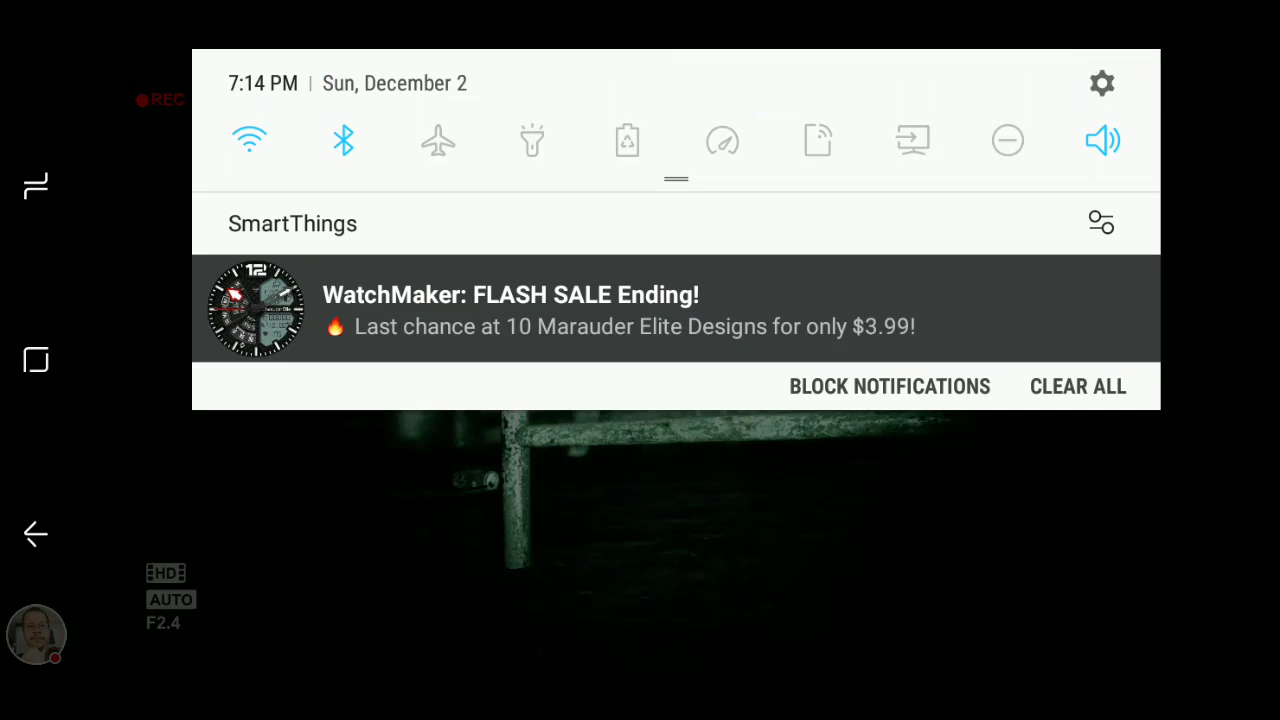 7:14 PM | Sun, December 2
REC
SmartThings
12
WatchMaker: FLASH SALE Ending!
🔥 Last chance at 10 Marauder Elite Designs for only $3.99!
BLOCK NOTIFICATIONS CLEAR ALL
HD
AUTO
F2.4